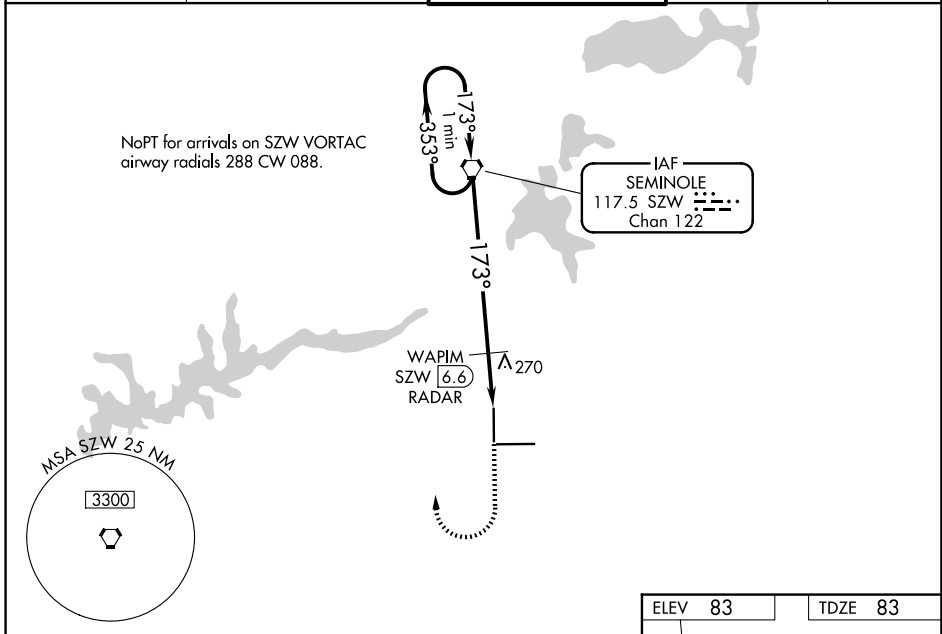 NoPT for arrivals on SZW VORTAC
airway radials 288 CW 088.
173°
1 min
353°
IAF
SEMINOLE
117.5 SZW
Chan 122
173°
WAPIM
SZW 6.6
RADAR
270
MSA SZW 25 NM
3300
ELEV 83
TDZE 83